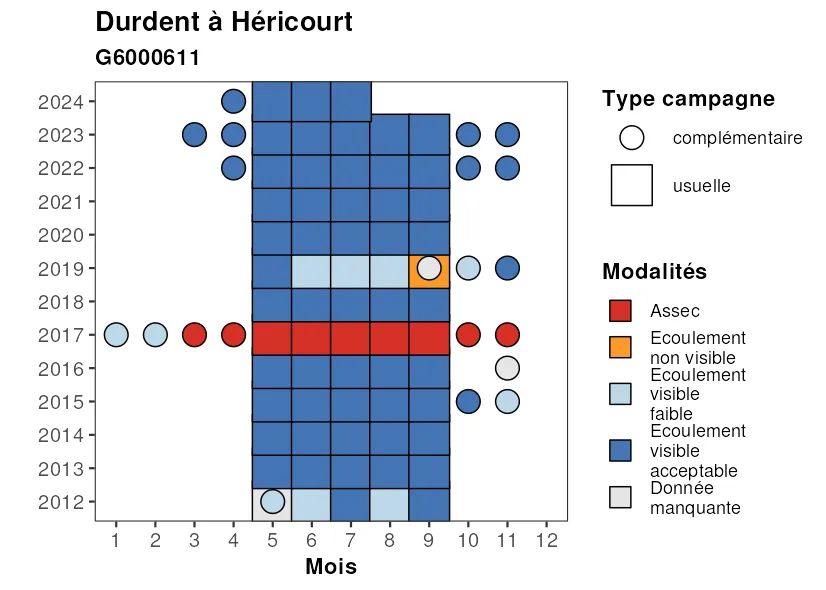 Durdent à Héricourt
G6000611
2024
2023
2022
2021
2020
2019
2018
2017
2016
2015
2014
2013
2012
1 2 3 4 5 6 7 8 9 10 11 12
Mois
Type campagne
complémentaire
usuelle
Modalités
Assec
Ecoulement
non visible
Ecoulement
visible
faible
Ecoulement
visible
acceptable
Donnée
manquante